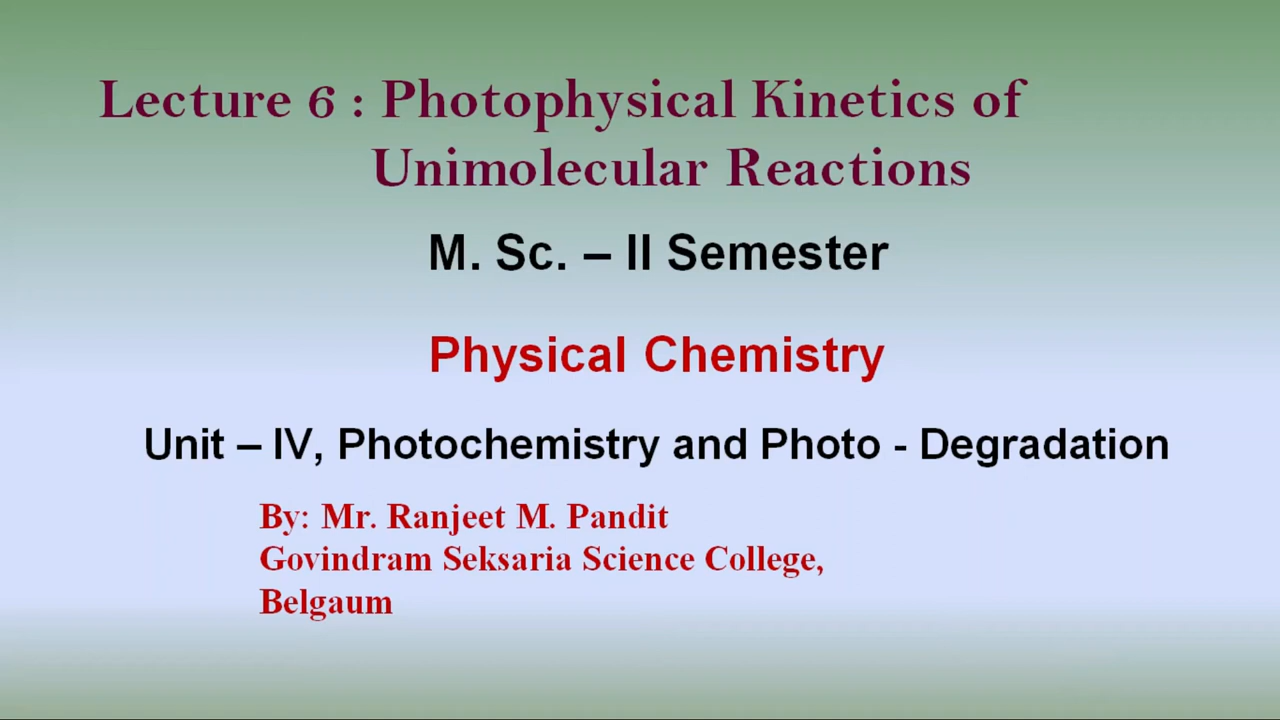 Lecture 6 : Photophysical Kinetics of
Unimolecular Reactions
M. Sc. – II Semester
Physical Chemistry
Unit – IV, Photochemistry and Photo - Degradation
By: Mr. Ranjeet M. Pandit
Govindram Seksaria Science College,
Belgaum